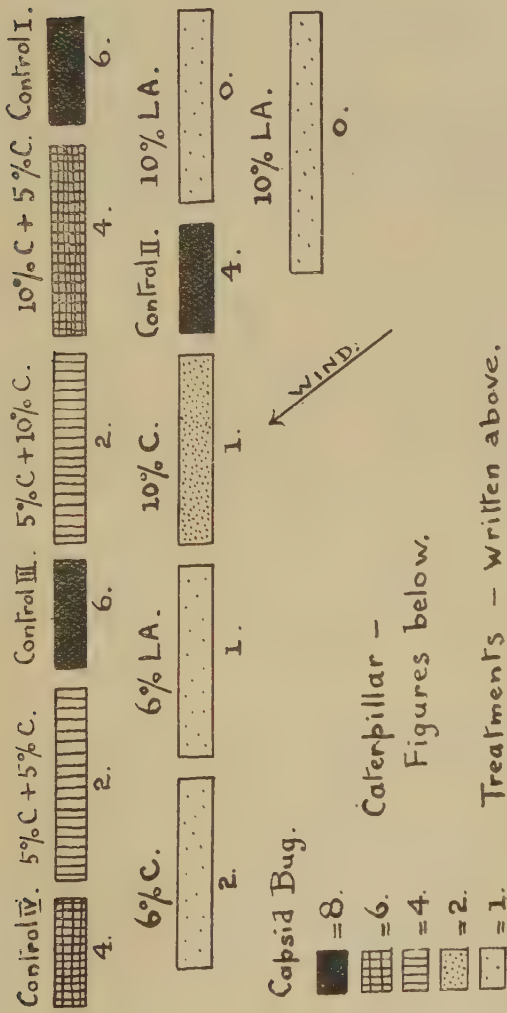 Control IV. 5%C + 5%C. Control III. 5%C + 10%C. 10%C + 5%C. Control I.
4. 2. 6. 2. 4. 6.
6%C. 6% LA. 10%C. Control II. 10% LA.
2. 1. 1. 4. 0.
10% LA.
0.
WIND.
Capsid Bug.
=8.
=6.
=4.
=2.
=1.
Caterpillar –
Figures below.
Treatments – Written above.